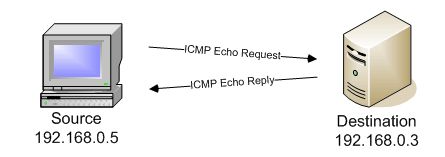 ICMP Echo Request
ICMP Echo Reply
Source
192.168.0.5
Destination
192.168.0.3